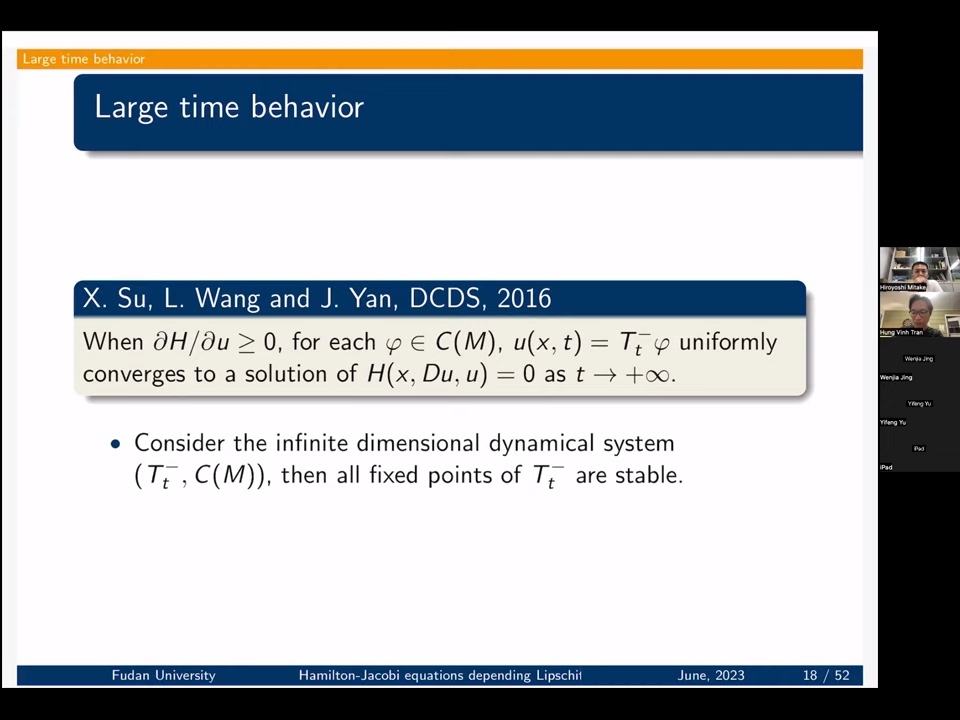 Large time behavior
Large time behavior
X. Su, L. Wang and J. Yan, DCDS, 2016
When ∂H/∂u ≥ 0, for each φ ∈ C(M), u(x, t) = T_t^− φ uniformly
converges to a solution of H(x, Du, u) = 0 as t → +∞.
• Consider the infinite dimensional dynamical system
(T_t^−, C(M)), then all fixed points of T_t^− are stable.
Fudan University Hamilton-Jacobi equations depending Lipschit June, 2023 18 / 52
Hiroyoshi Mitake
Hung Vinh Tran
Wenjia Jing
Wenjia Jing
Yifeng Yu
Yifeng Yu
iPad
iPad